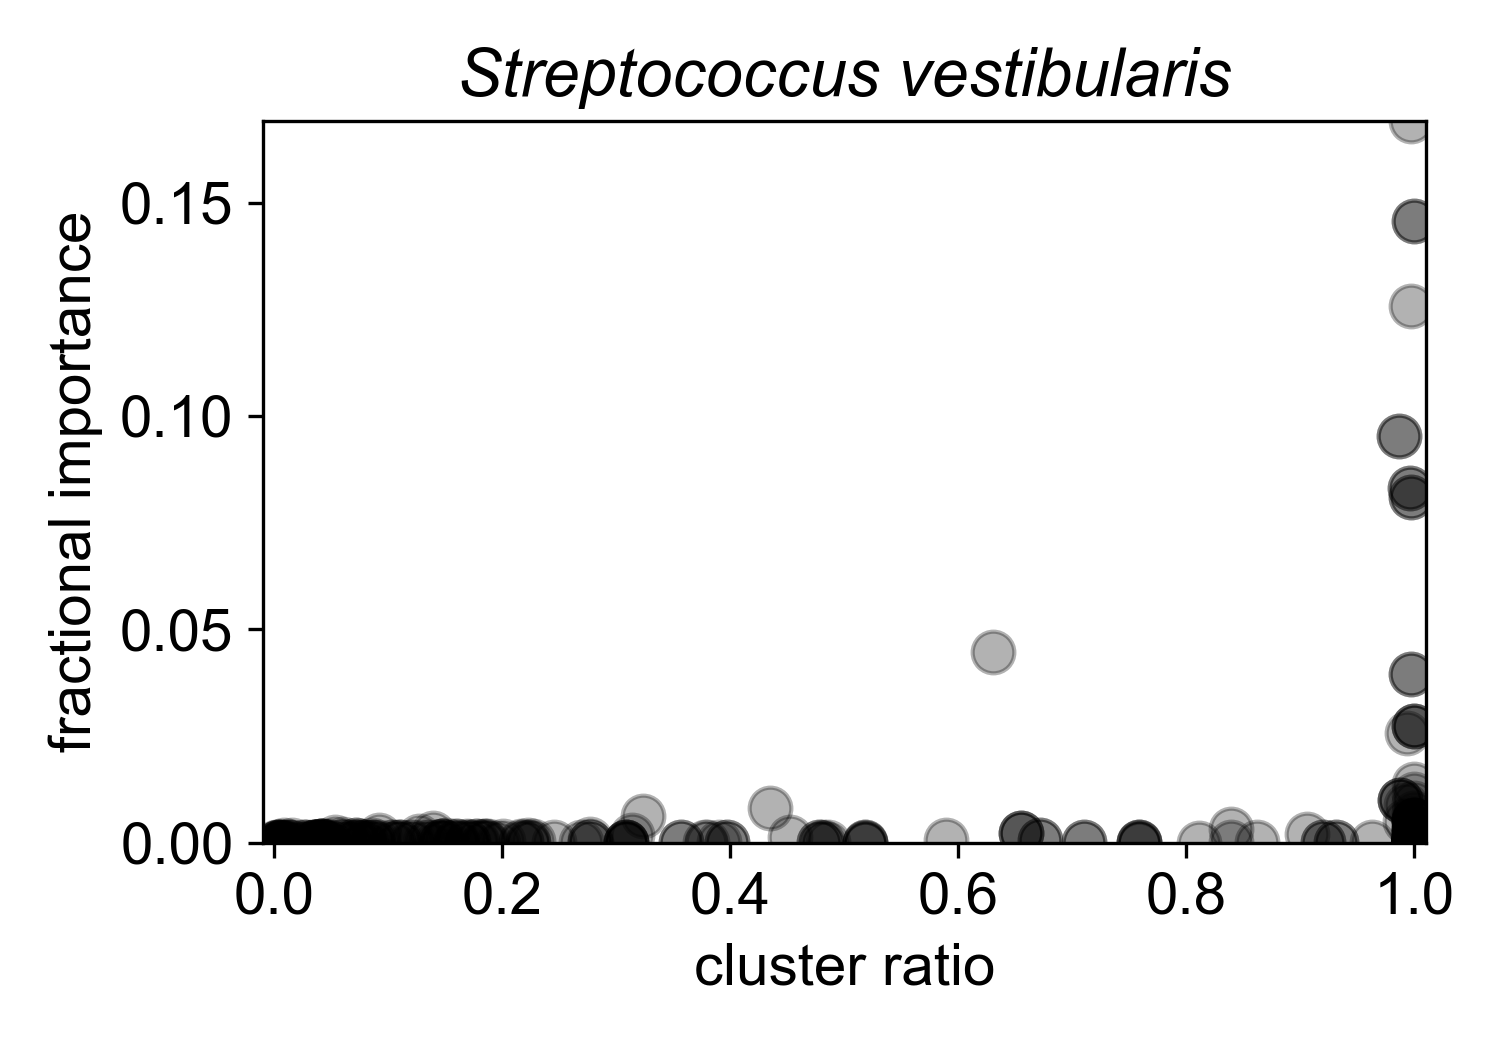 Streptococcus vestibularis
fractional importance
0.15
0.10
0.05
0.00
0.0 0.2 0.4 0.6 0.8 1.0
cluster ratio